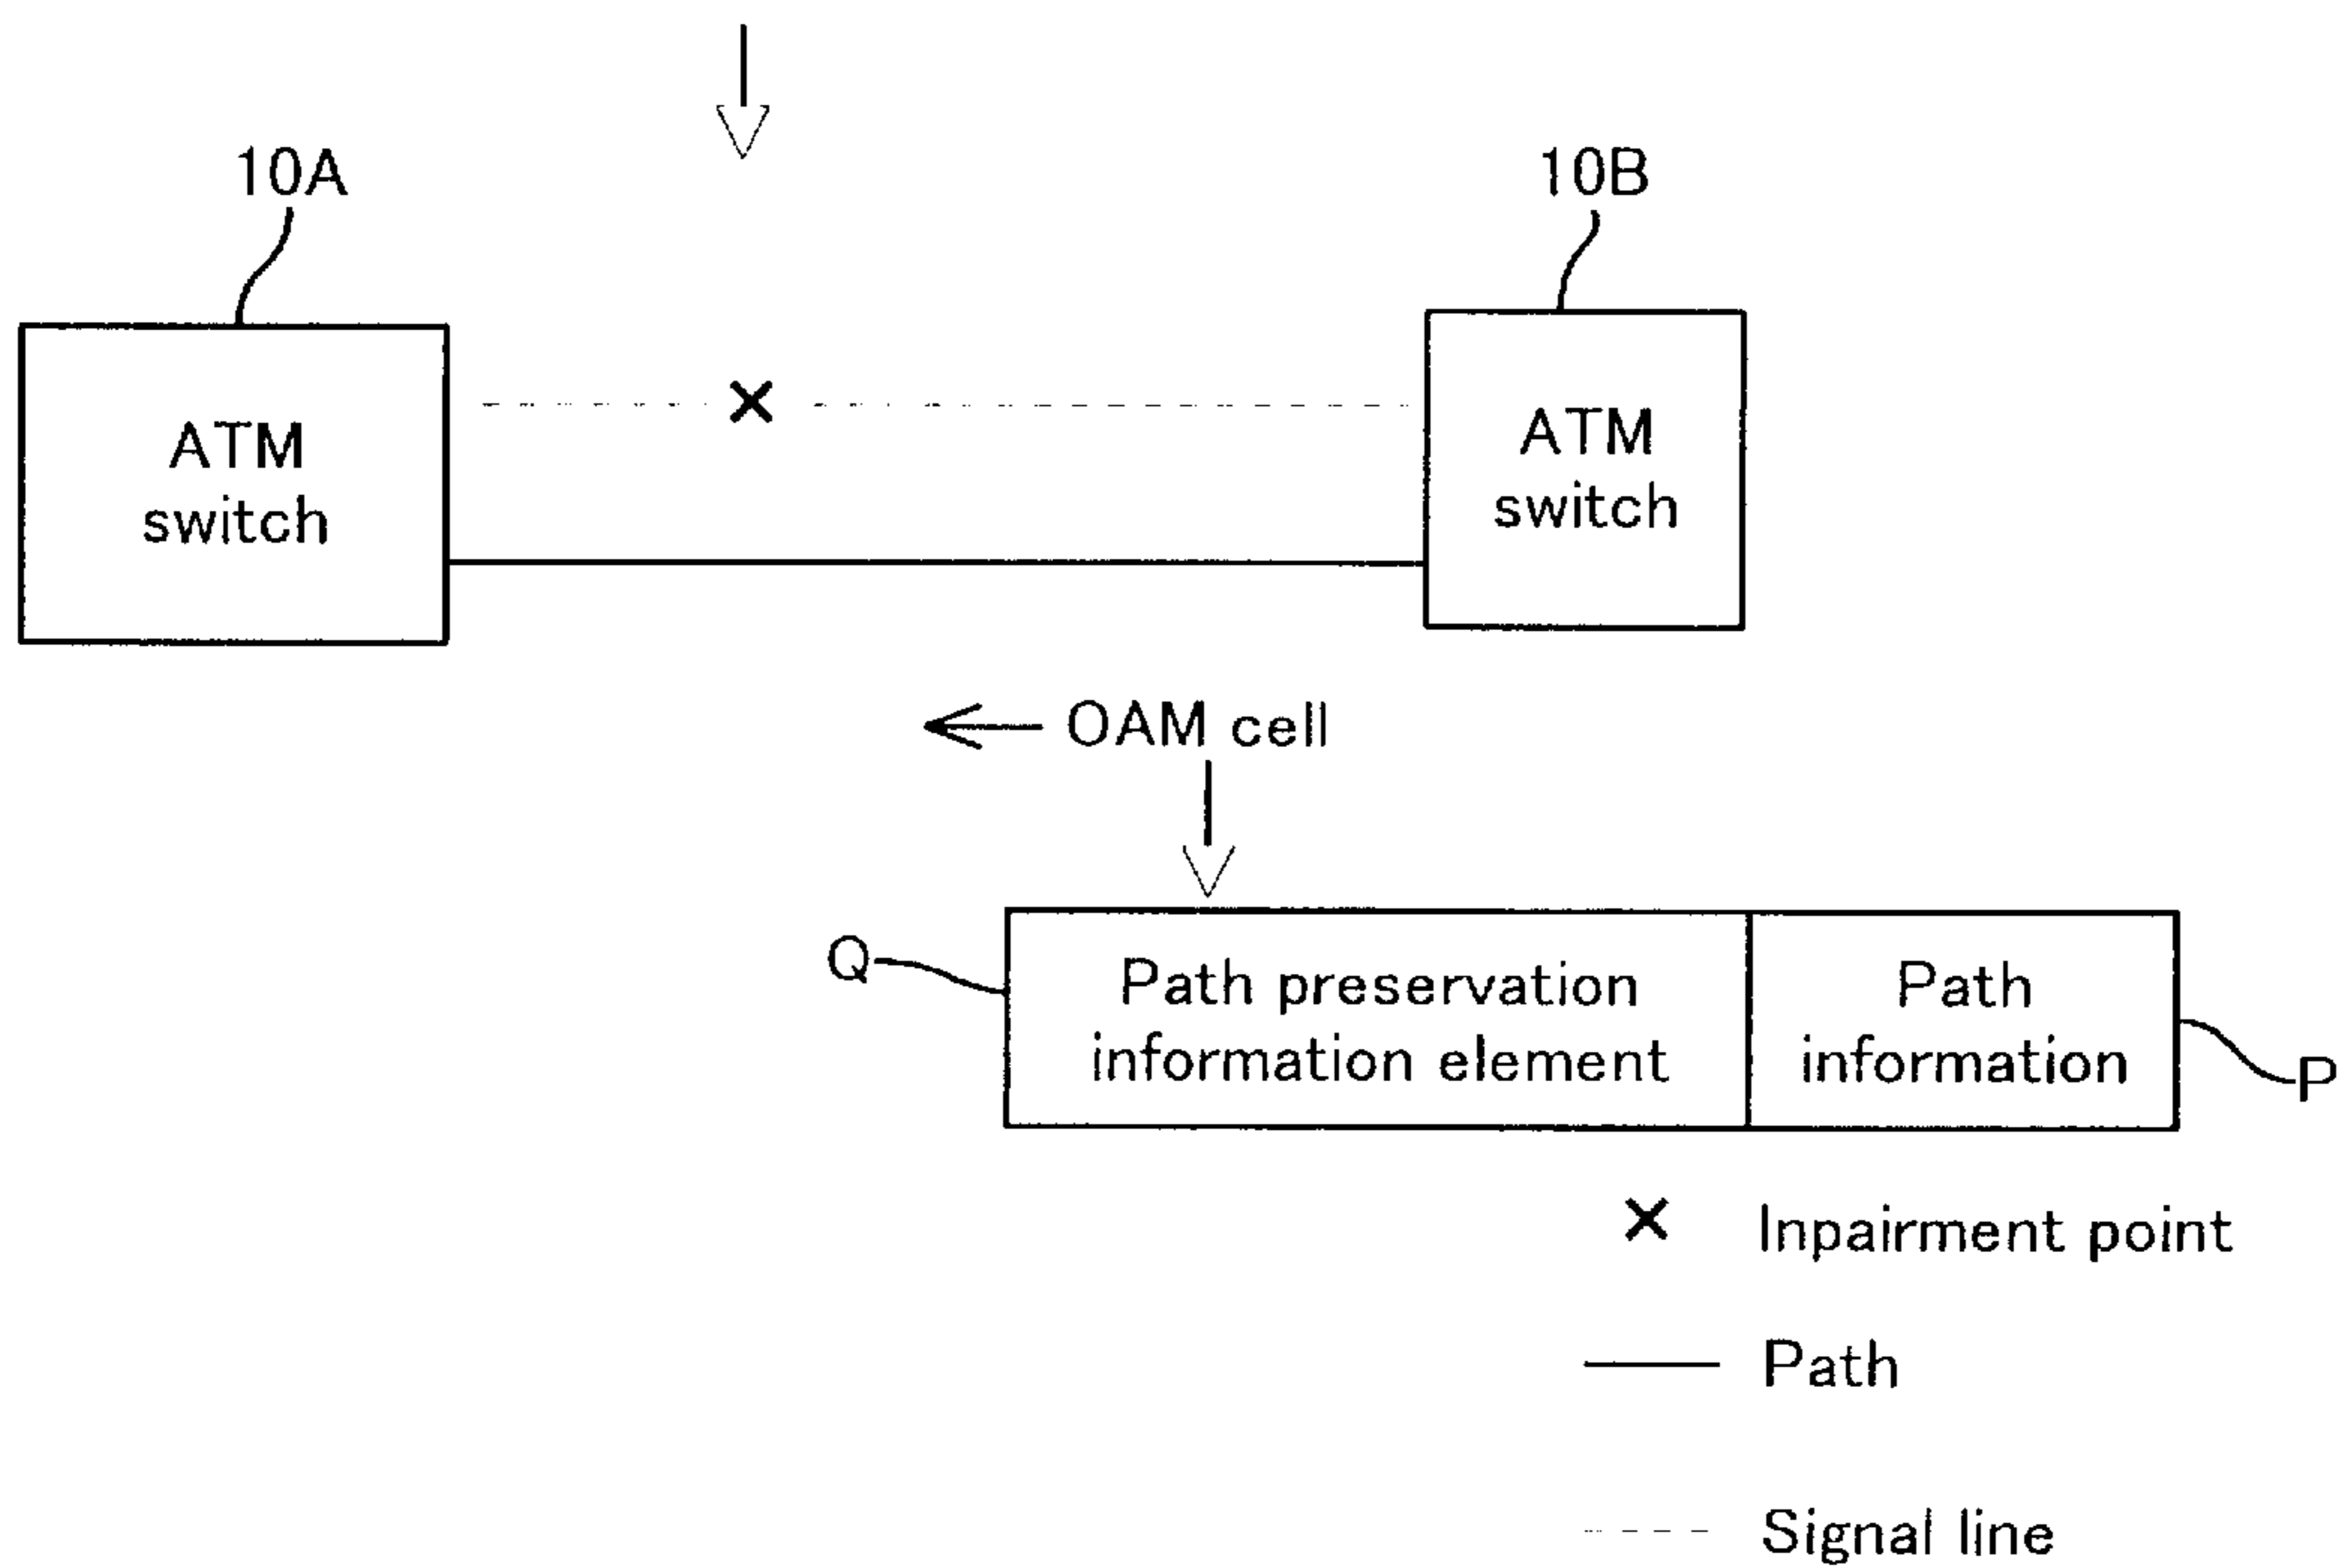 10A
10B
ATM
switch
ATM
switch
OAM cell
Q
Path preservation
information element
Path
information
P
Inpairment point
Path
Signal line